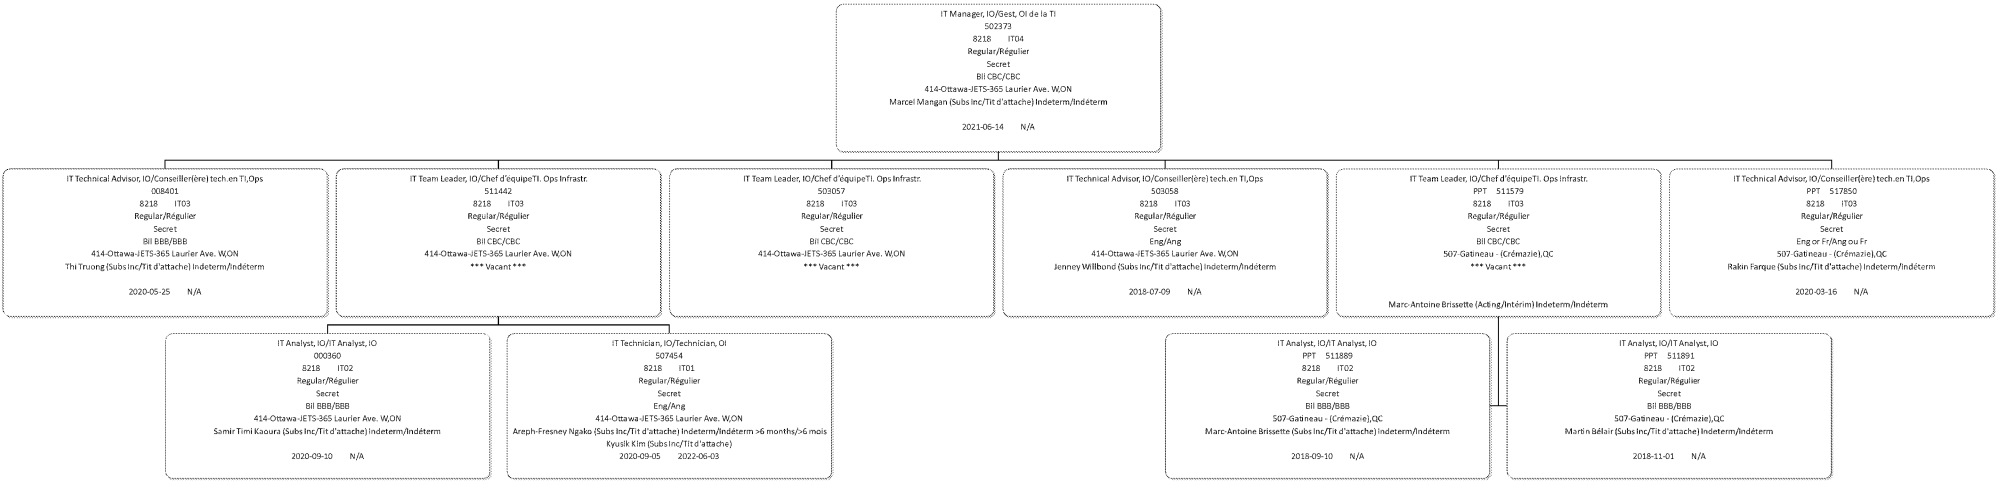 IT Manager, IO/Gest, OI de la TI
502373
8218 IT04
Regular/Régulier
Secret
Bil CBC/CBC
414-Ottawa-JETS-365 Laurier Ave. W,ON
Marcel Mangan (Subs Inc/Tit d'attache) Indeterm/Indéterm
2021-06-14 N/A
IT Technical Advisor, IO/Conseiller(ère) tech.en TI,Ops
008401
8218 IT03
Regular/Régulier
Secret
Bil BBB/BBB
414-Ottawa-JETS-365 Laurier Ave. W,ON
Thi Truong (Subs Inc/Tit d'attache) Indeterm/Indéterm
2020-05-25 N/A
IT Team Leader, IO/Chef d'équipeTI. Ops Infrastr.
511442
8218 IT03
Regular/Régulier
Secret
Bil CBC/CBC
414-Ottawa-JETS-365 Laurier Ave. W,ON
*** Vacant ***
IT Team Leader, IO/Chef d'équipeTI. Ops Infrastr.
503057
8218 IT03
Regular/Régulier
Secret
Bil CBC/CBC
414-Ottawa-JETS-365 Laurier Ave. W,ON
*** Vacant ***
IT Technical Advisor, IO/Conseiller(ère) tech.en TI,Ops
503058
8218 IT03
Regular/Régulier
Secret
Eng/Ang
414-Ottawa-JETS-365 Laurier Ave. W,ON
Jenney Willbond (Subs Inc/Tit d'attache) Indeterm/Indéterm
2018-07-09 N/A
IT Team Leader, IO/Chef d'équipeTI. Ops Infrastr.
PPT 511579
8218 IT03
Regular/Régulier
Secret
Bil CBC/CBC
507-Gatineau - (Crémazie),QC
*** Vacant ***
Marc-Antoine Brissette (Acting/Intérim) Indeterm/Indéterm
IT Technical Advisor, IO/Conseiller(ère) tech.en TI,Ops
PPT 517850
8218 IT03
Regular/Régulier
Secret
Eng or Fr/Ang ou Fr
507-Gatineau - (Crémazie),QC
Rakin Farque (Subs Inc/Tit d'attache) Indeterm/Indéterm
2020-03-16 N/A
IT Analyst, IO/IT Analyst, IO
000360
8218 IT02
Regular/Régulier
Secret
Bil BBB/BBB
414-Ottawa-JETS-365 Laurier Ave. W,ON
Samir Timi Kaoura (Subs Inc/Tit d'attache) Indeterm/Indéterm
2020-09-10 N/A
IT Technician, IO/Technician, OI
507454
8218 IT01
Regular/Régulier
Secret
Eng/Ang
414-Ottawa-JETS-365 Laurier Ave. W,ON
Areph-Fresney Ngako (Subs Inc/Tit d'attache) Indeterm/Indéterm >6 months/>6 mois
Kyusik Kim (Subs Inc/Tit d'attache)
2020-09-05 2022-06-03
IT Analyst, IO/IT Analyst, IO
PPT 511889
8218 IT02
Regular/Régulier
Secret
Bil BBB/BBB
507-Gatineau - (Crémazie),QC
Marc-Antoine Brissette (Subs Inc/Tit d'attache) Indeterm/Indéterm
2018-09-10 N/A
IT Analyst, IO/IT Analyst, IO
PPT 511891
8218 IT02
Regular/Régulier
Secret
Bil BBB/BBB
507-Gatineau - (Crémazie),QC
Martin Bélair (Subs Inc/Tit d'attache) Indeterm/Indéterm
2018-11-01 N/A